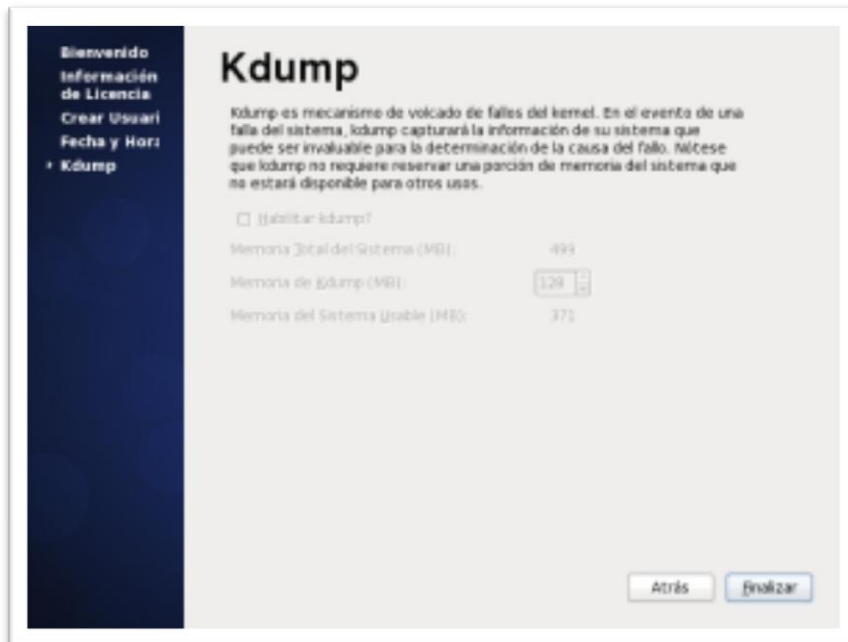 Bienvenido
Información
de Licencia
Crear Usuari
Fecha y Hora
Kdump
Kdump
Kdump es mecanismo de volcado de fallos del kernel. En el evento de una
falla del sistema, kdump capturará la información de su sistema que
puede ser invaluable para la determinación de la causa del fallo. Nótese
que kdump no requiere reservar una porción de memoria del sistema que
no estará disponible para otros usos.
Habilitar kdump?
Memoria Total del Sistema (MB): 499
Memoria de Kdump (MB): 128
Memoria del Sistema Usable (MB): 371
Atrás
Finalizar